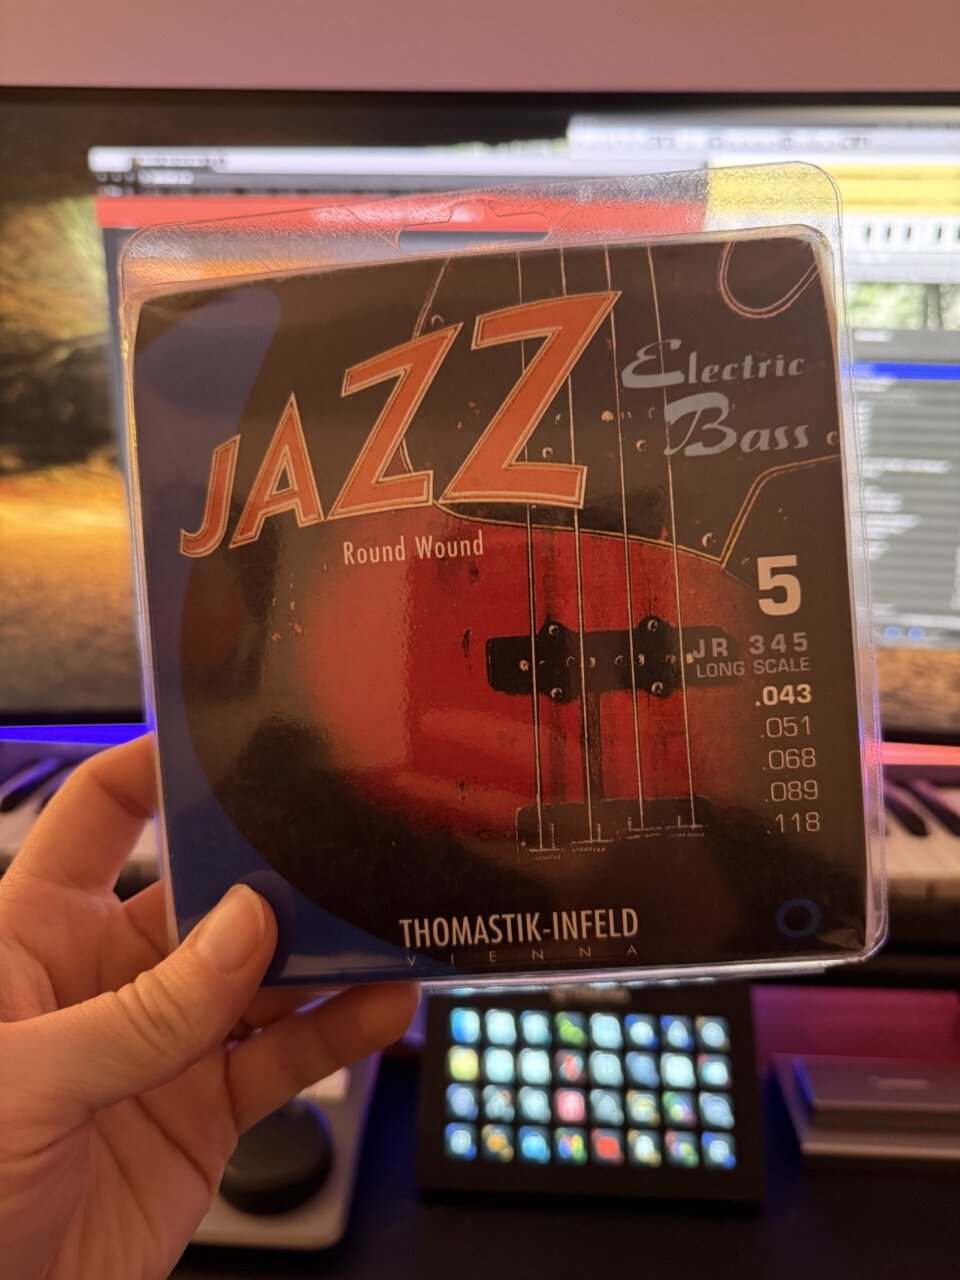 JAZZ
Electric
Bass
Round Wound
5
JR 345
LONG SCALE
.043
.051
.068
.089
.118
THOMASTIK-INFELD
VIENNA